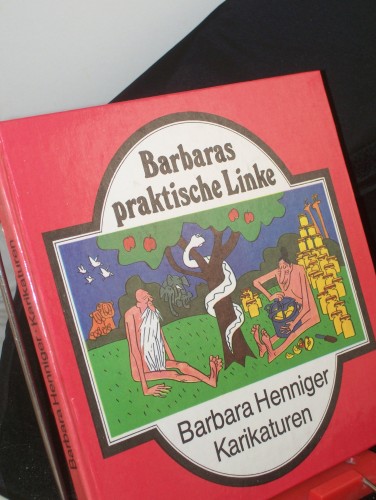 Barbaras
praktische Linke
Barbara Henniger
Karikaturen
Barbara Henniger Karikaturen